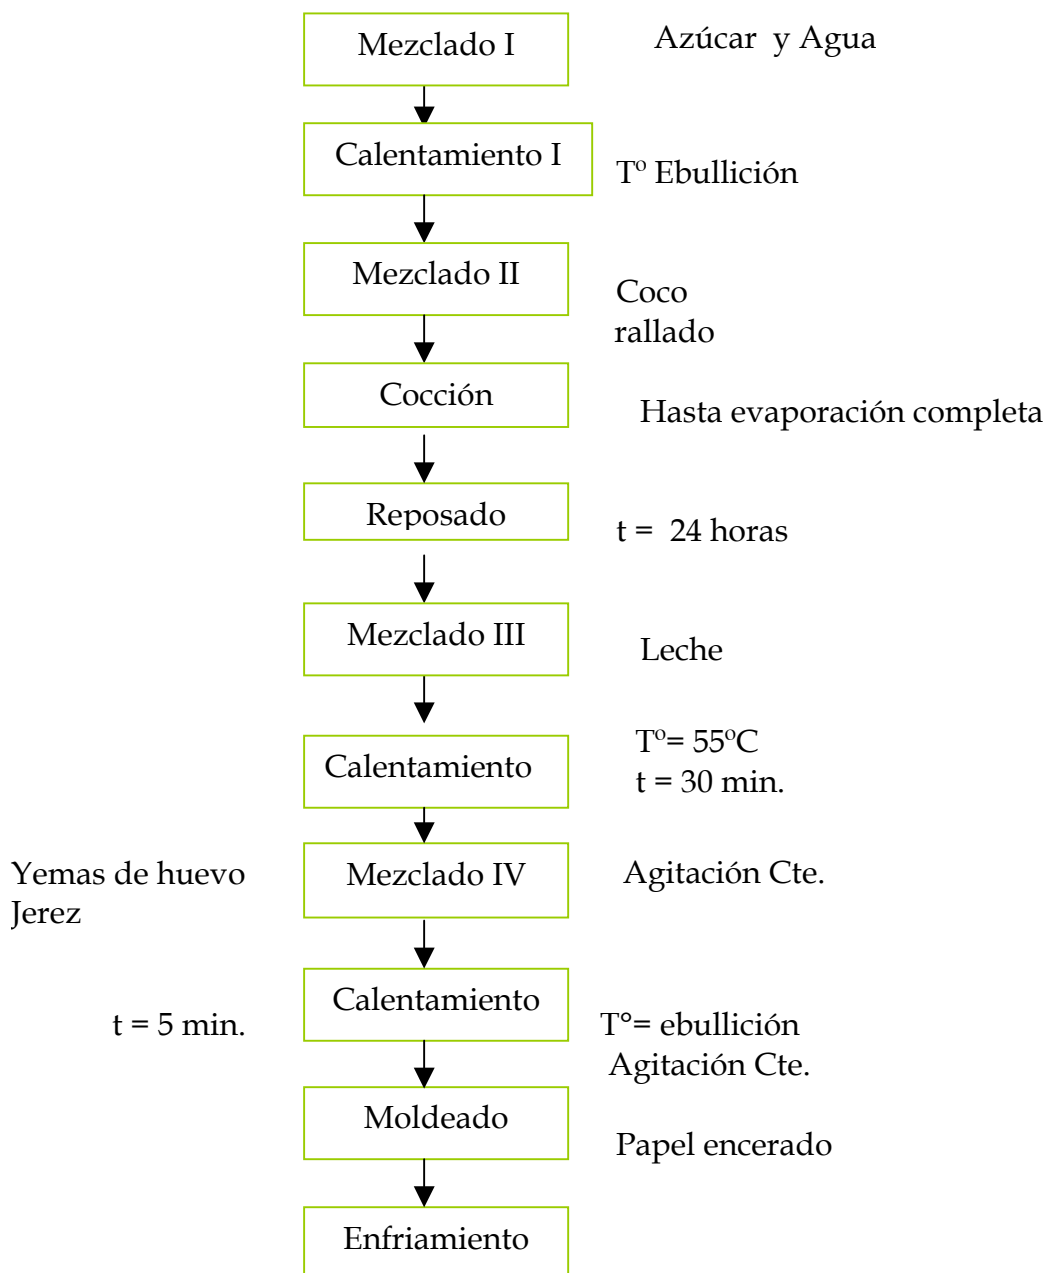 Mezclado I
Azúcar y Agua
Calentamiento I
Tº Ebullición
Mezclado II
Coco
rallado
Cocción
Hasta evaporación completa
Reposado
t = 24 horas
Mezclado III
Leche
Tº= 55ºC
Calentamiento
t = 30 min.
Yemas de huevo
Jerez
Mezclado IV
Agitación Cte.
Calentamiento
t = 5 min.
T°= ebullición
Agitación Cte.
Moldeado
Papel encerado
Enfriamiento